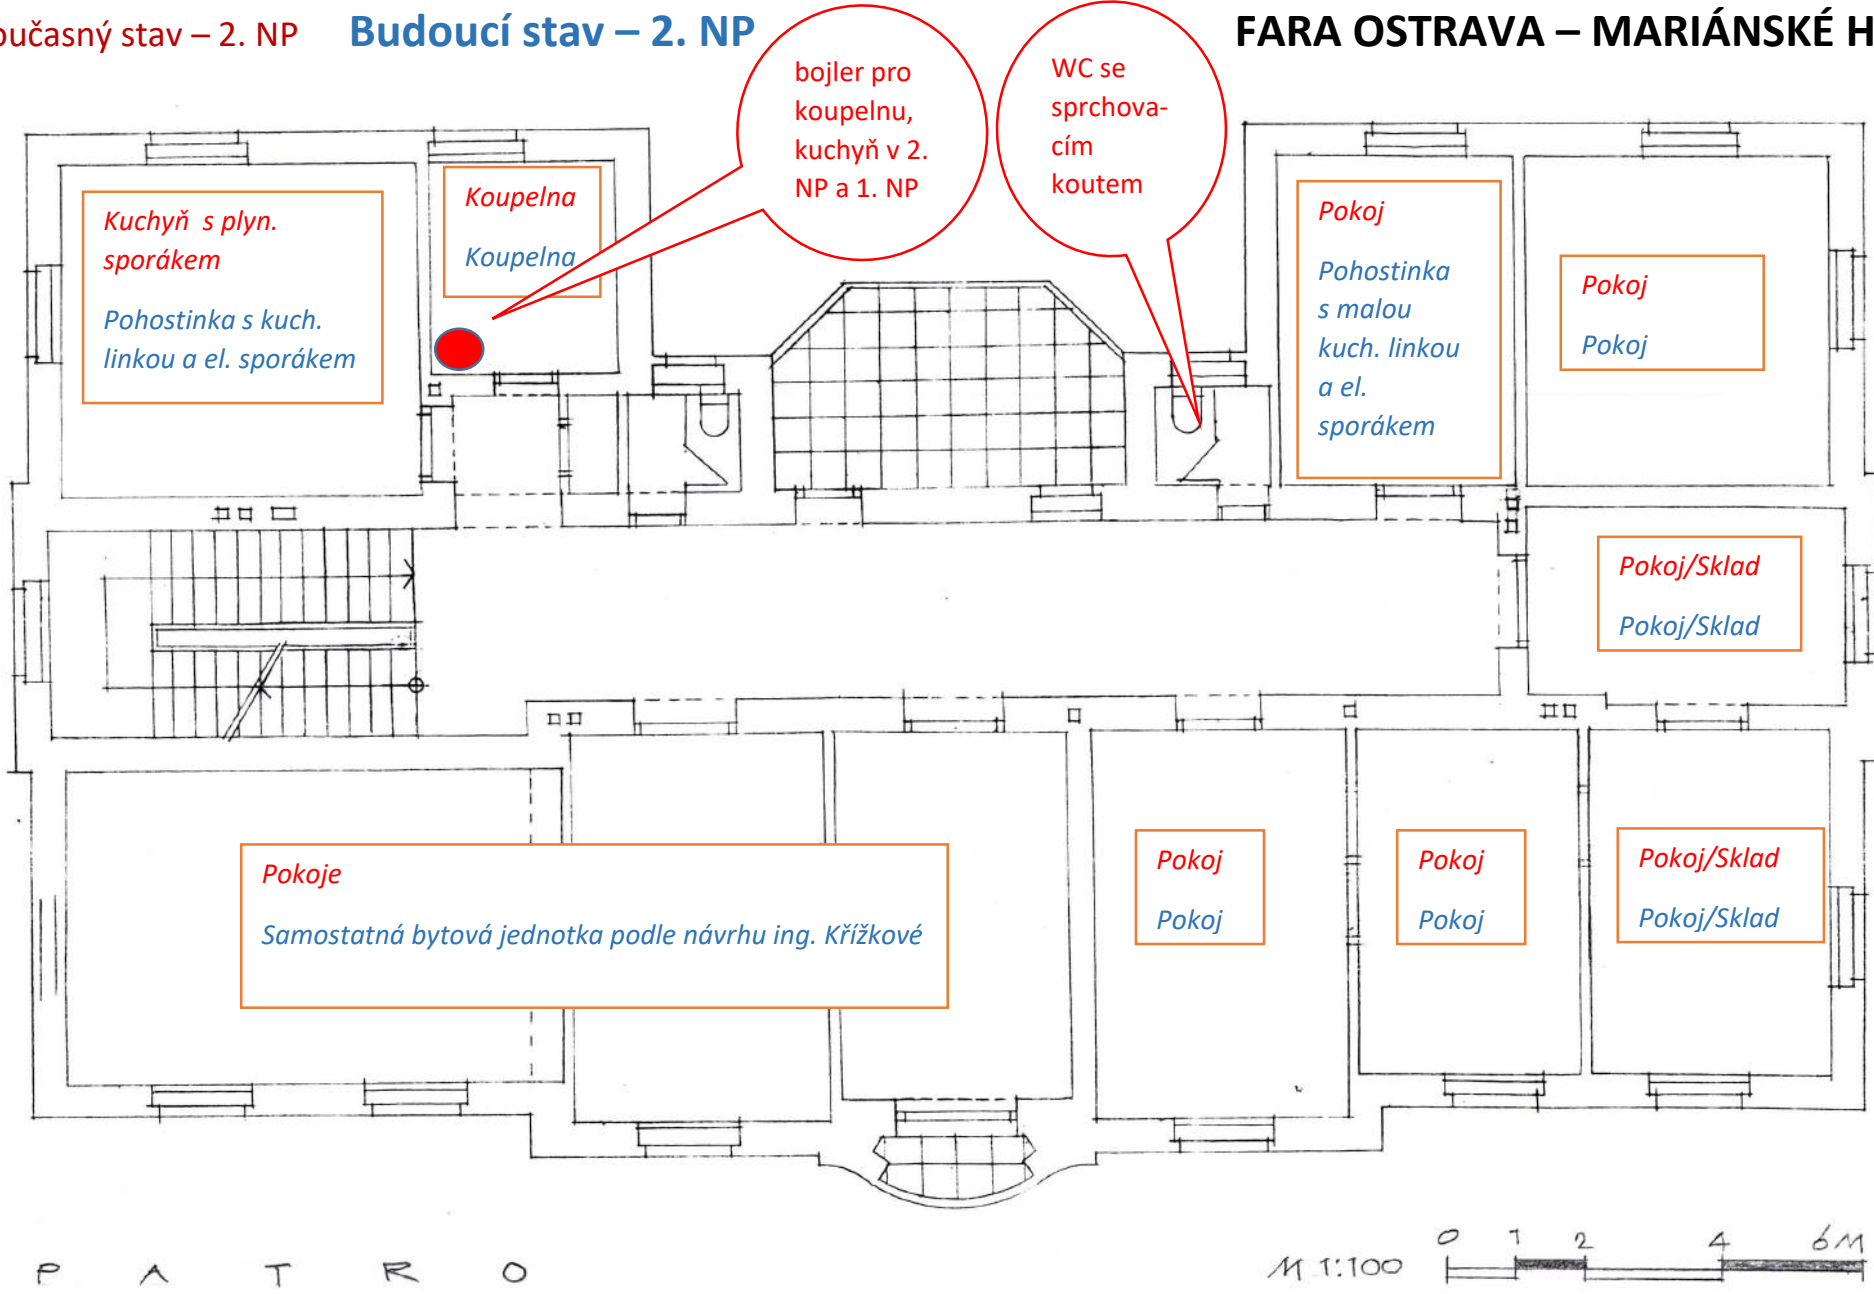 oučasný stav – 2. NP
Budoucí stav – 2. NP
FARA OSTRAVA – MARIÁNSKÉ H
bojler pro
koupelnu,
kuchyň v 2.
NP a 1. NP
WC se
sprchova-
cím
koutem
Kuchyň s plyn.
sporákem
Pohostinka s kuch.
linkou a el. sporákem
Koupelna
Koupelna
Pokoj
Pohostinka
s malou
kuch. linkou
a el.
sporákem
Pokoj
Pokoj
Pokoj/Sklad
Pokoj/Sklad
Pokoje
Samostatná bytová jednotka podle návrhu ing. Křížkové
Pokoj
Pokoj
Pokoj
Pokoj
Pokoj/Sklad
Pokoj/Sklad
PATRO
M 1:100
0 1 2 4 6M